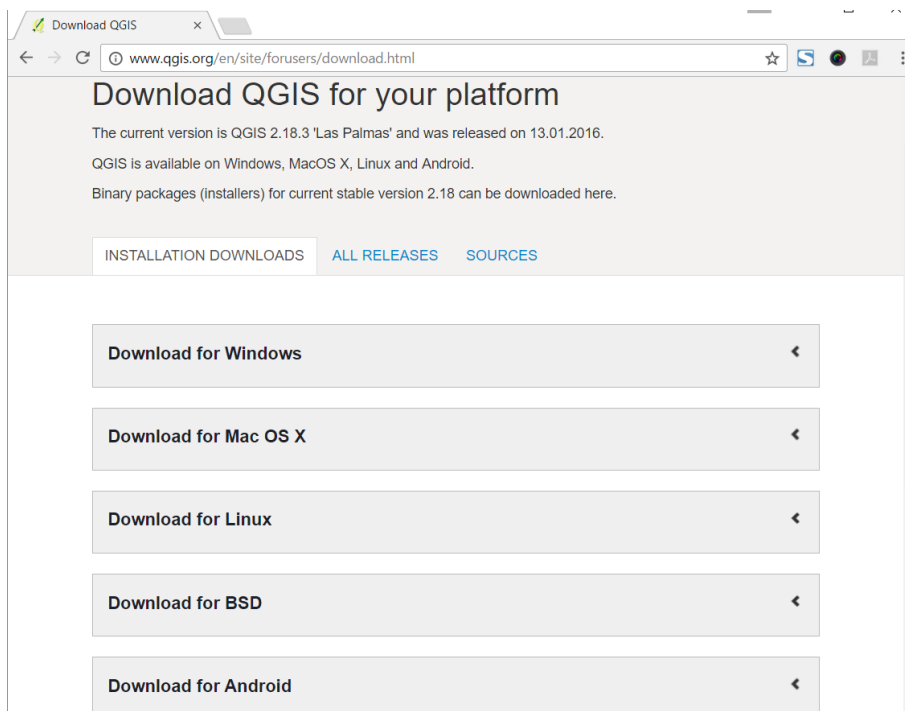 Download QGIS
www.qgis.org/en/site/forusers/download.html
Download QGIS for your platform
The current version is QGIS 2.18.3 'Las Palmas' and was released on 13.01.2016.
QGIS is available on Windows, MacOS X, Linux and Android.
Binary packages (installers) for current stable version 2.18 can be downloaded here.
INSTALLATION DOWNLOADS ALL RELEASES SOURCES
Download for Windows
Download for Mac OS X
Download for Linux
Download for BSD
Download for Android